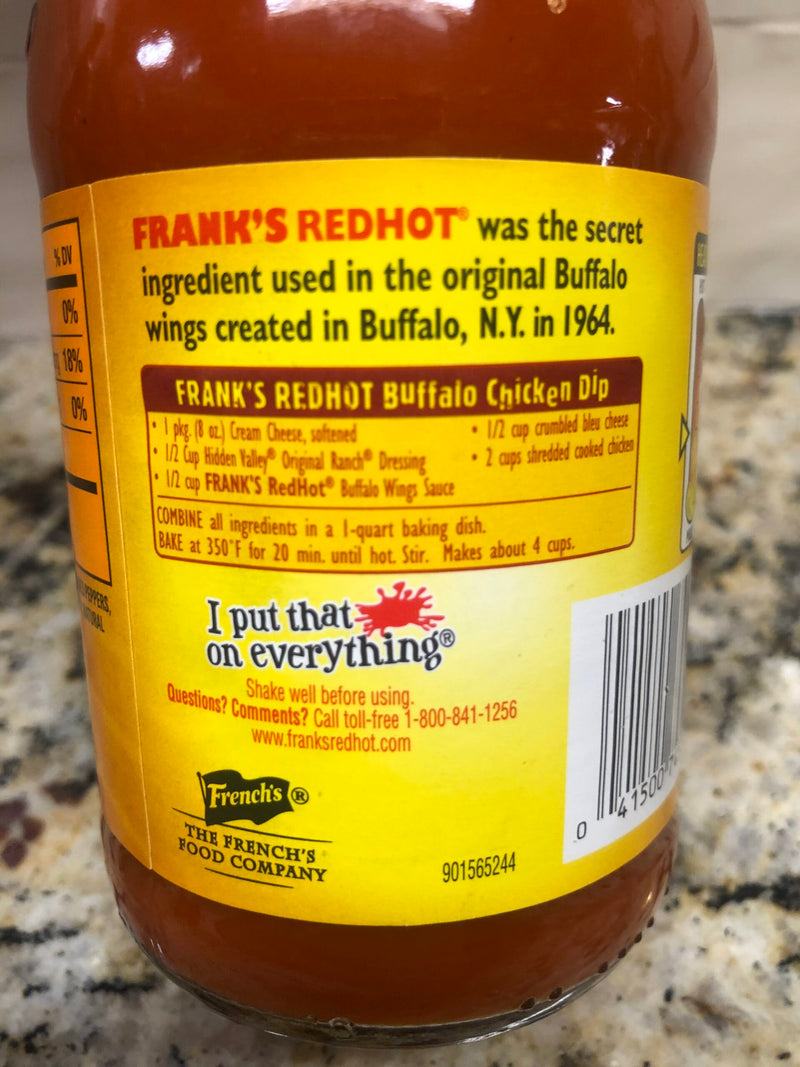 % DV
0%
18%
0%
PEPPERS,
FRANK'S REDHOT® was the secret
ingredient used in the original Buffalo
wings created in Buffalo, N.Y. in 1964.
FRANK'S REDHOT Buffalo Chicken Dip
• 1 pkg. (8 oz.) Cream Cheese, softened
• 1/2 Cup Hidden Valley® Original Ranch® Dressing
• 1/2 cup FRANK'S RedHot® Buffalo Wings Sauce
• 1/2 cup crumbled bleu cheese
• 2 cups shredded cooked chicken
COMBINE all ingredients in a 1-quart baking dish.
BAKE at 350°F for 20 min. until hot. Stir. Makes about 4 cups.
I put that
on everything®
Shake well before using.
Questions? Comments? Call toll-free 1-800-841-1256
www.franksredhot.com
French's ®
THE FRENCH'S
FOOD COMPANY
901565244
0 41500